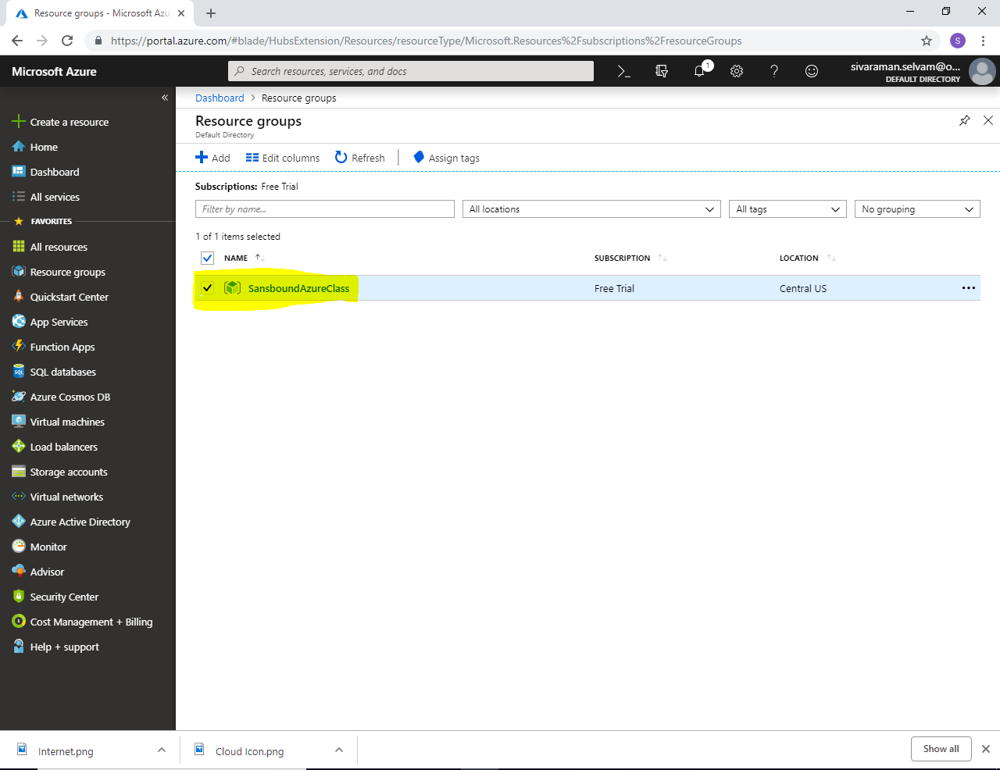 Resource groups - Microsoft Azu
https://portal.azure.com/#blade/HubsExtension/Resources/resourceType/Microsoft.Resources%2Fsubscriptions%2FresourceGroups
S
Microsoft Azure
Search resources, services, and docs
1
sivaraman.selvam@o...
DEFAULT DIRECTORY
Create a resource
Home
Dashboard
All services
FAVORITES
All resources
Resource groups
Quickstart Center
App Services
Function Apps
SQL databases
Azure Cosmos DB
Virtual machines
Load balancers
Storage accounts
Virtual networks
Azure Active Directory
Monitor
Advisor
Security Center
Cost Management + Billing
Help + support
Dashboard > Resource groups
Resource groups
Default Directory
Add Edit columns Refresh Assign tags
Subscriptions: Free Trial
Filter by name... All locations All tags No grouping
1 of 1 items selected
NAME SUBSCRIPTION LOCATION
SansboundAzureClass Free Trial Central US
Internet.png Cloud Icon.png Show all